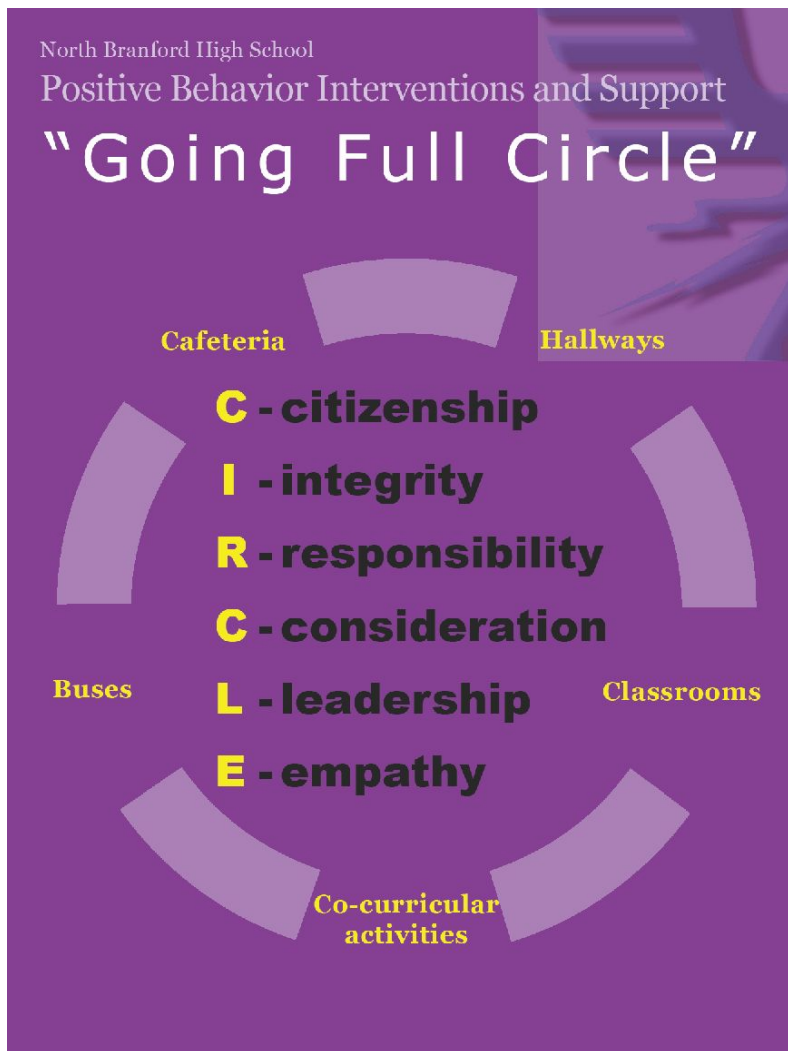 North Branford High School
Positive Behavior Interventions and Support
“Going Full Circle”
Cafeteria
Hallways
C - citizenship
I - integrity
R - responsibility
C - consideration
Buses
L - leadership
Classrooms
E - empathy
Co-curricular
activities